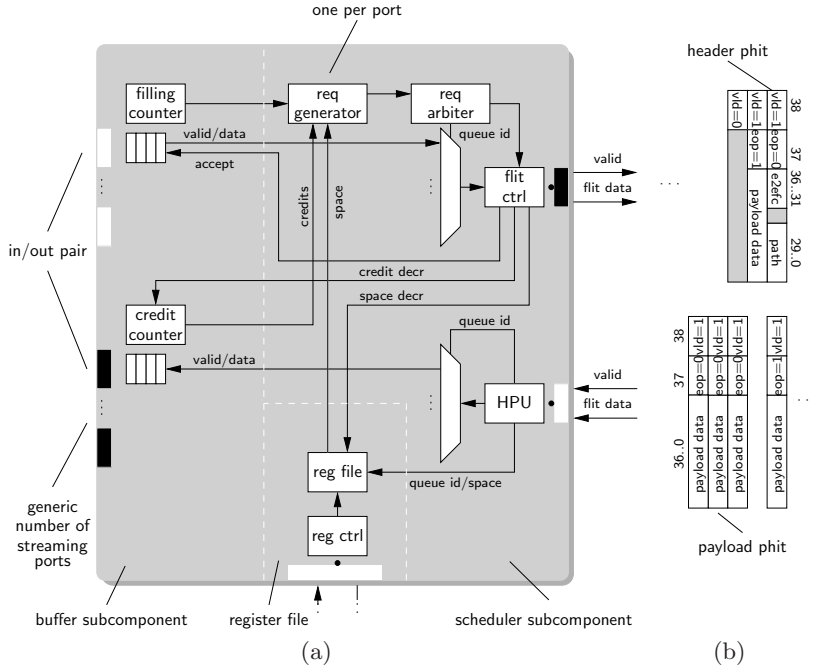 one per port
filling
counter
req
generator
req
arbiter
queue id
valid/data
accept
credits
space
flit
ctrl
valid
flit data
in/out pair
credit decr
space decr
credit
counter
queue id
valid/data
HPU
valid
flit data
reg file
queue id/space
reg ctrl
generic
number of
streaming
ports
buffer subcomponent
register file
scheduler subcomponent
(a)
header phit
vld=0
vld=1
eop=1
payload data
vld=1
eop=0
e2efc
path
38
37
36..31
29..0
38
37
36..0
vld=1
eop=0
payload data
vld=1
eop=0
payload data
vld=1
eop=0
payload data
vld=1
eop=1
payload data
payload phit
(b)